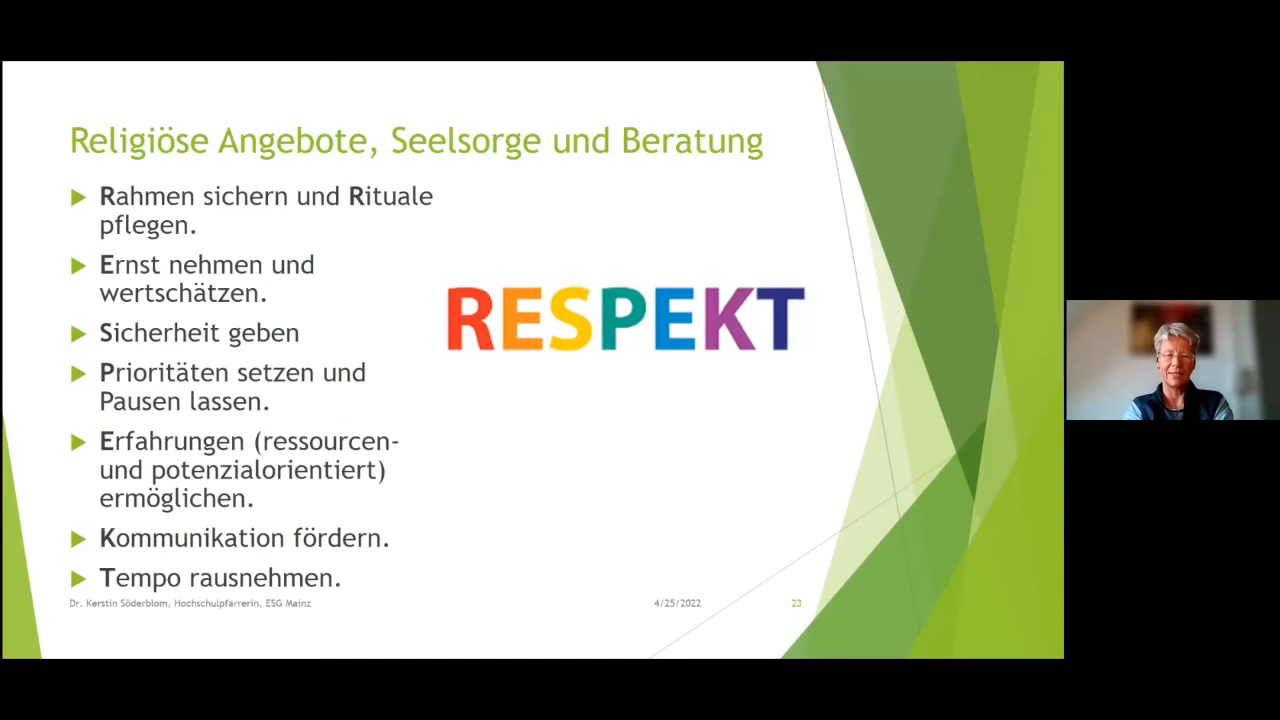 Religiöse Angebote, Seelsorge und Beratung
Rahmen sichern und Rituale
pflegen.
Ernst nehmen und
wertschätzen.
Sicherheit geben
Prioritäten setzen und
Pausen lassen.
Erfahrungen (ressourcen-
und potenzialorientiert)
ermöglichen.
Kommunikation fördern.
Tempo rausnehmen.
RESPEKT
Dr. Kerstin Söderblom, Hochschulpfarrerin, ESG Mainz
4/25/2022
23